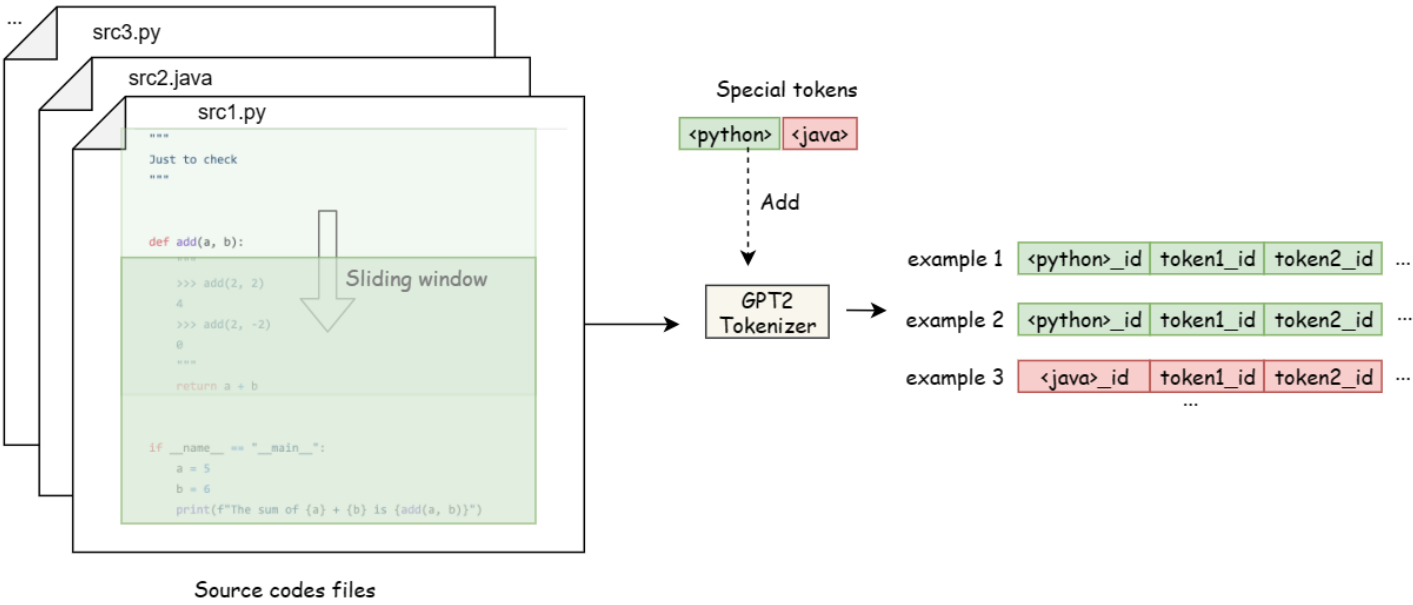 ...
src3.py
src2.java
src1.py
"""
Just to check
"""
def add(a, b):
"""
>>> add(2, 2)
4
>>> add(2, -2)
0
"""
return a + b
if __name__ == "__main__":
a = 5
b = 6
print(f"The sum of {a} + {b} is {add(a, b)}")
Sliding window
Source codes files
Special tokens
<python> <java>
Add
GPT2
Tokenizer
example 1 <python>_id token1_id token2_id ...
example 2 <python>_id token1_id token2_id ...
example 3 <java>_id token1_id token2_id ...
...